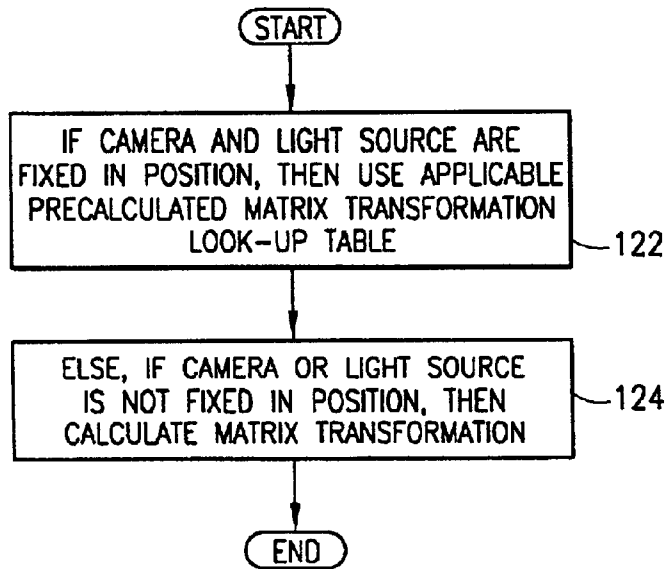 START
IF CAMERA AND LIGHT SOURCE ARE
FIXED IN POSITION, THEN USE APPLICABLE
PRECALCULATED MATRIX TRANSFORMATION
LOOK-UP TABLE
122
ELSE, IF CAMERA OR LIGHT SOURCE
IS NOT FIXED IN POSITION, THEN
CALCULATE MATRIX TRANSFORMATION
124
END